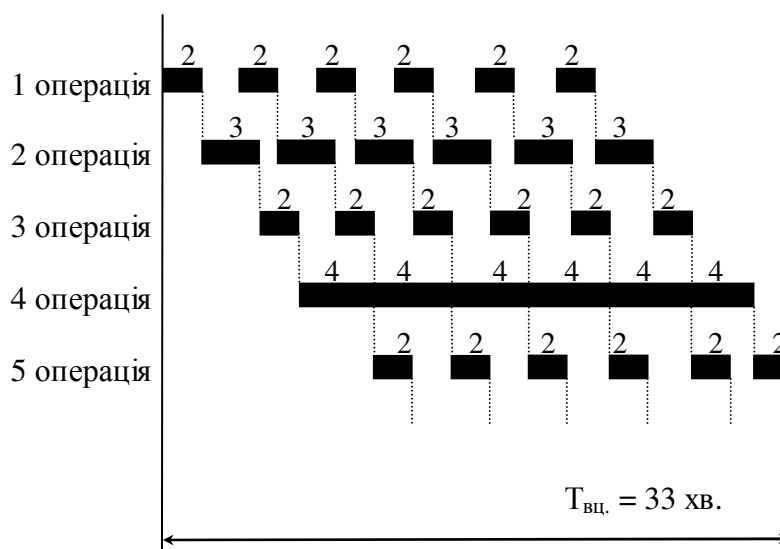 2 2 2 2 2 2
1 операція
3 3 3 3 3 3
2 операція
2 2 2 2 2 2
3 операція
4 4 4 4 4 4
4 операція
2 2 2 2 2 2
5 операція
Tвц. = 33 хв.